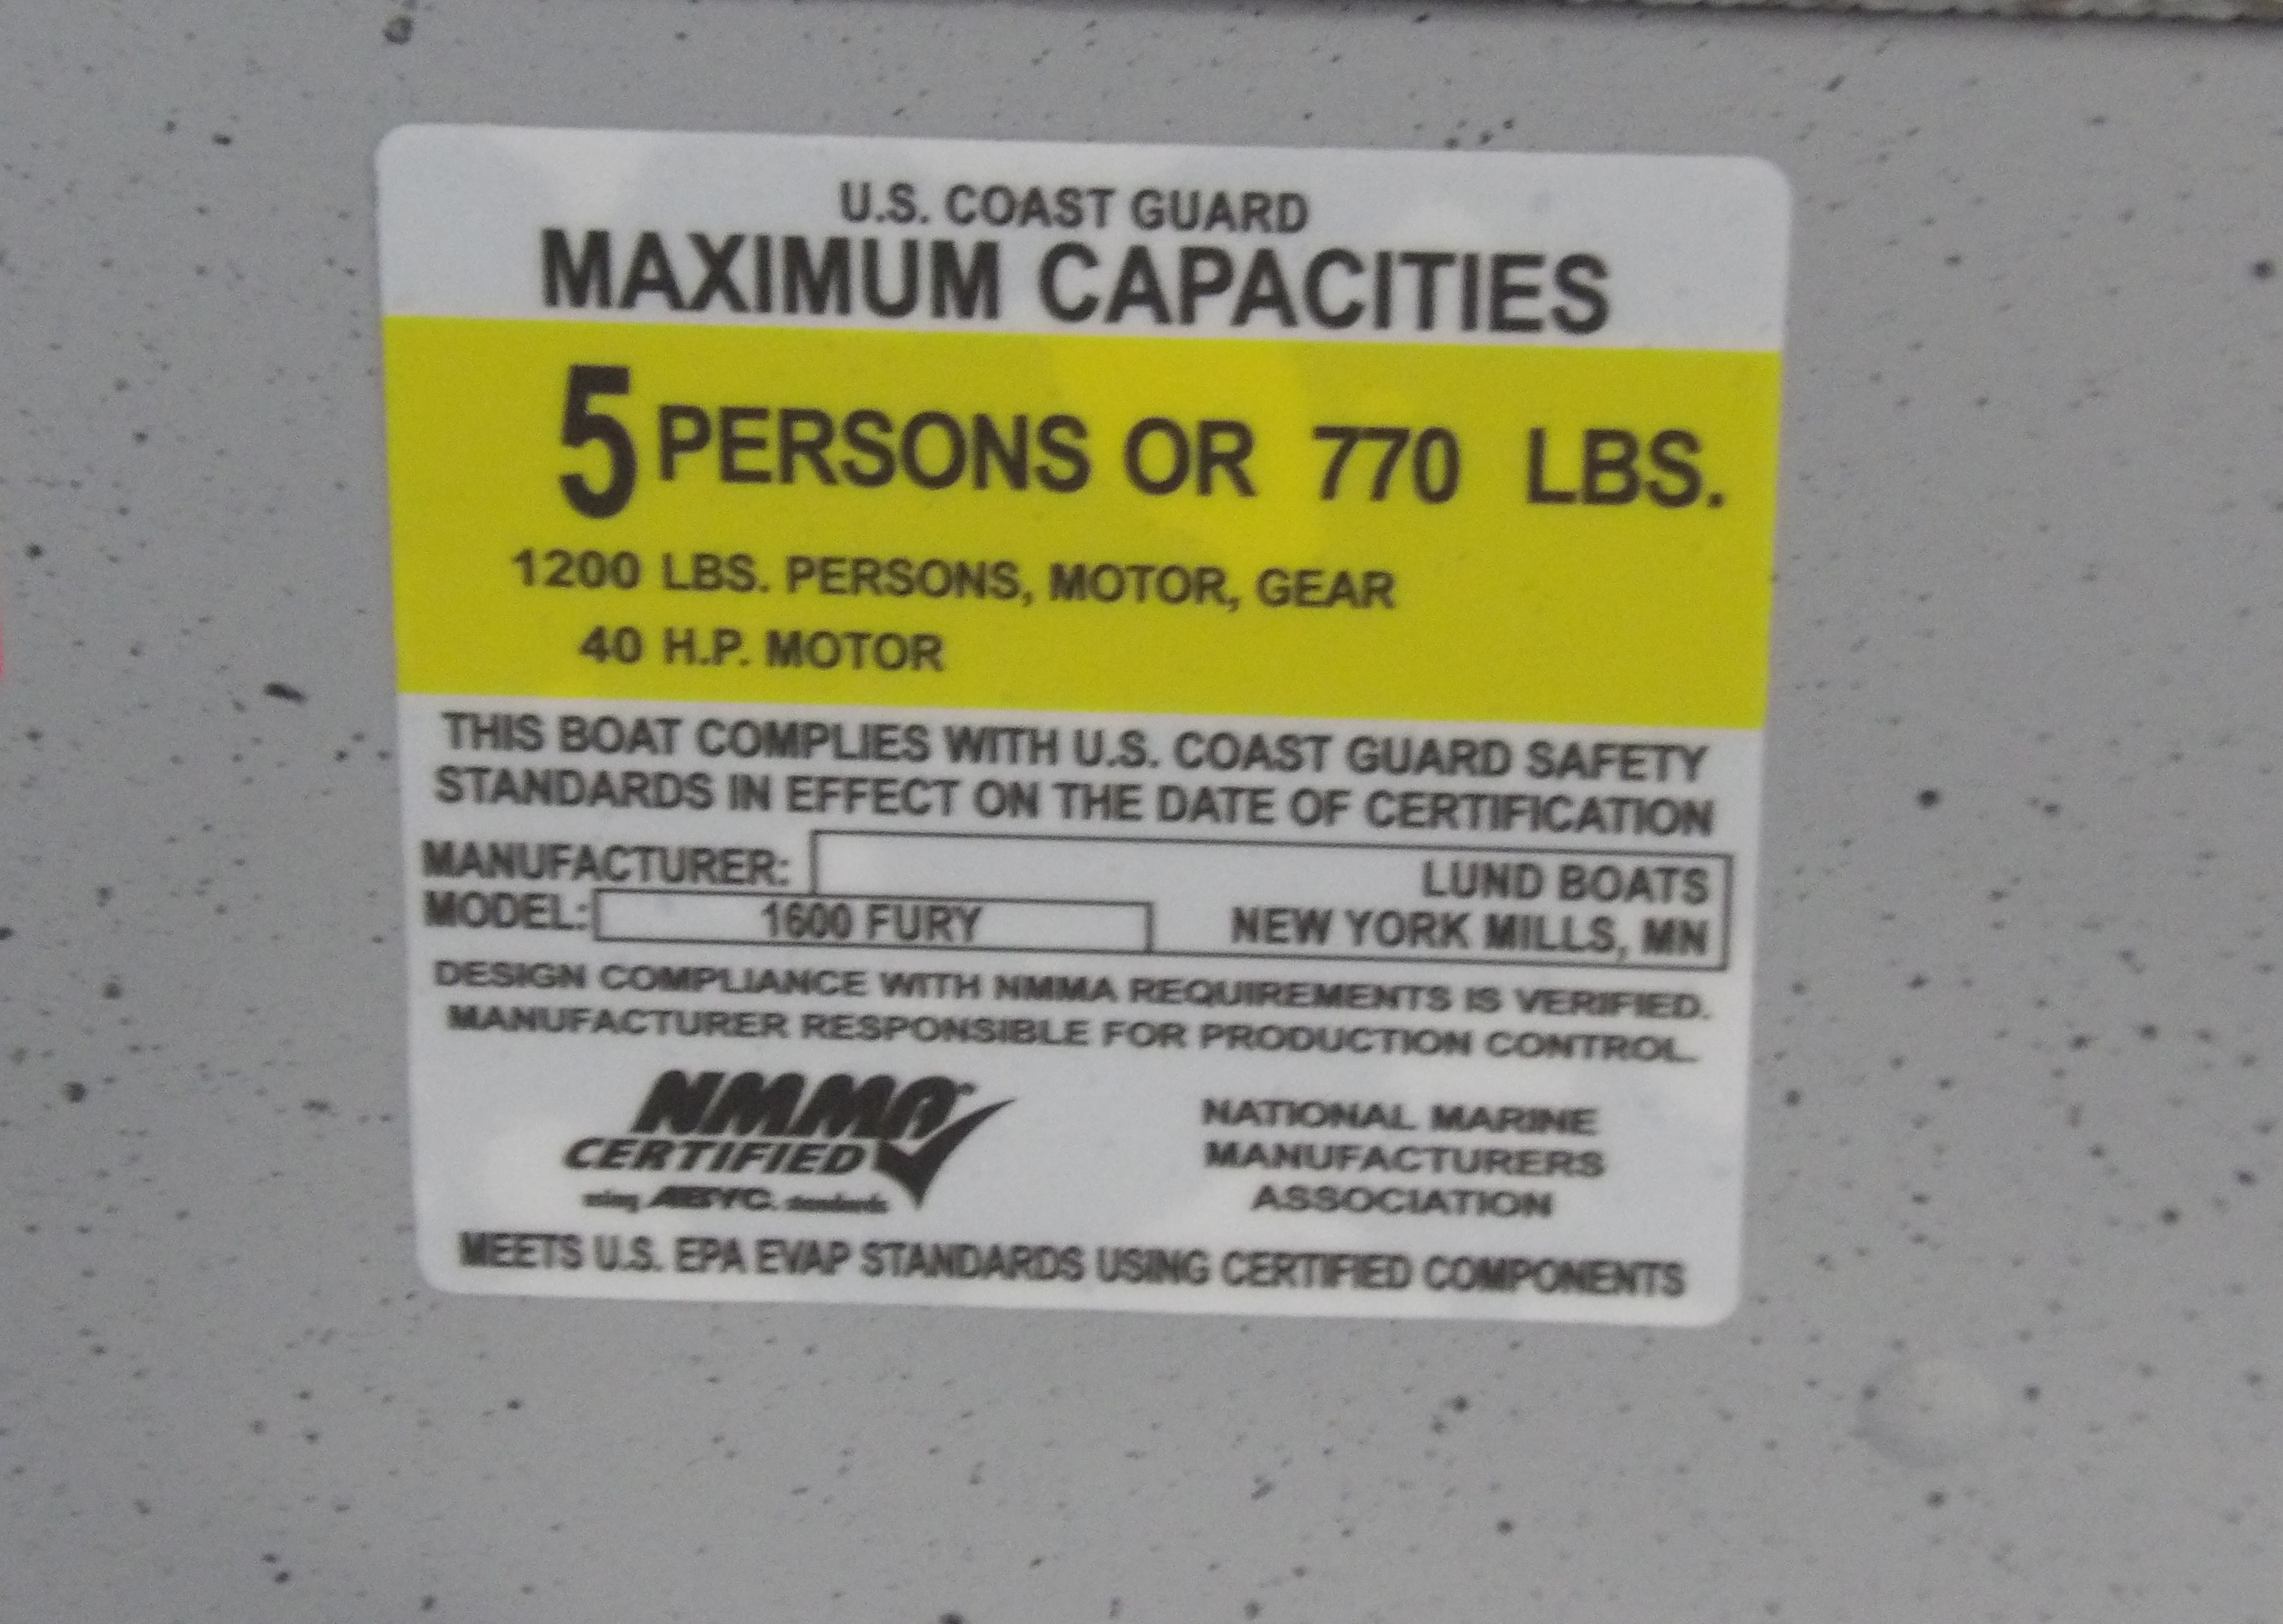 U.S. COAST GUARD
MAXIMUM CAPACITIES
5 PERSONS OR 770 LBS.
1200 LBS. PERSONS, MOTOR, GEAR
40 H.P. MOTOR
THIS BOAT COMPLIES WITH U.S. COAST GUARD SAFETY
STANDARDS IN EFFECT ON THE DATE OF CERTIFICATION
MANUFACTURER: LUND BOATS
MODEL: 1600 FURY NEW YORK MILLS, MN
DESIGN COMPLIANCE WITH NMMA REQUIREMENTS IS VERIFIED.
MANUFACTURER RESPONSIBLE FOR PRODUCTION CONTROL.
NMMA
CERTIFIED
using ABYC. standards
NATIONAL MARINE
MANUFACTURERS
ASSOCIATION
MEETS U.S. EPA EVAP STANDARDS USING CERTIFIED COMPONENTS